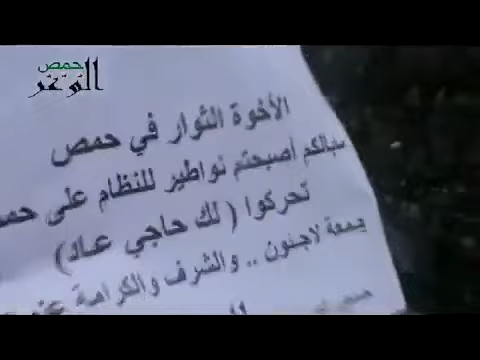 حمص
الوعر
الأخوة الثوار في حمص
مابالكم أصبحتم نواطير للنظام على حمص
تحركوا ( لك حاجي عاد )
جمعة لاجئون .. والشرف والكرامة